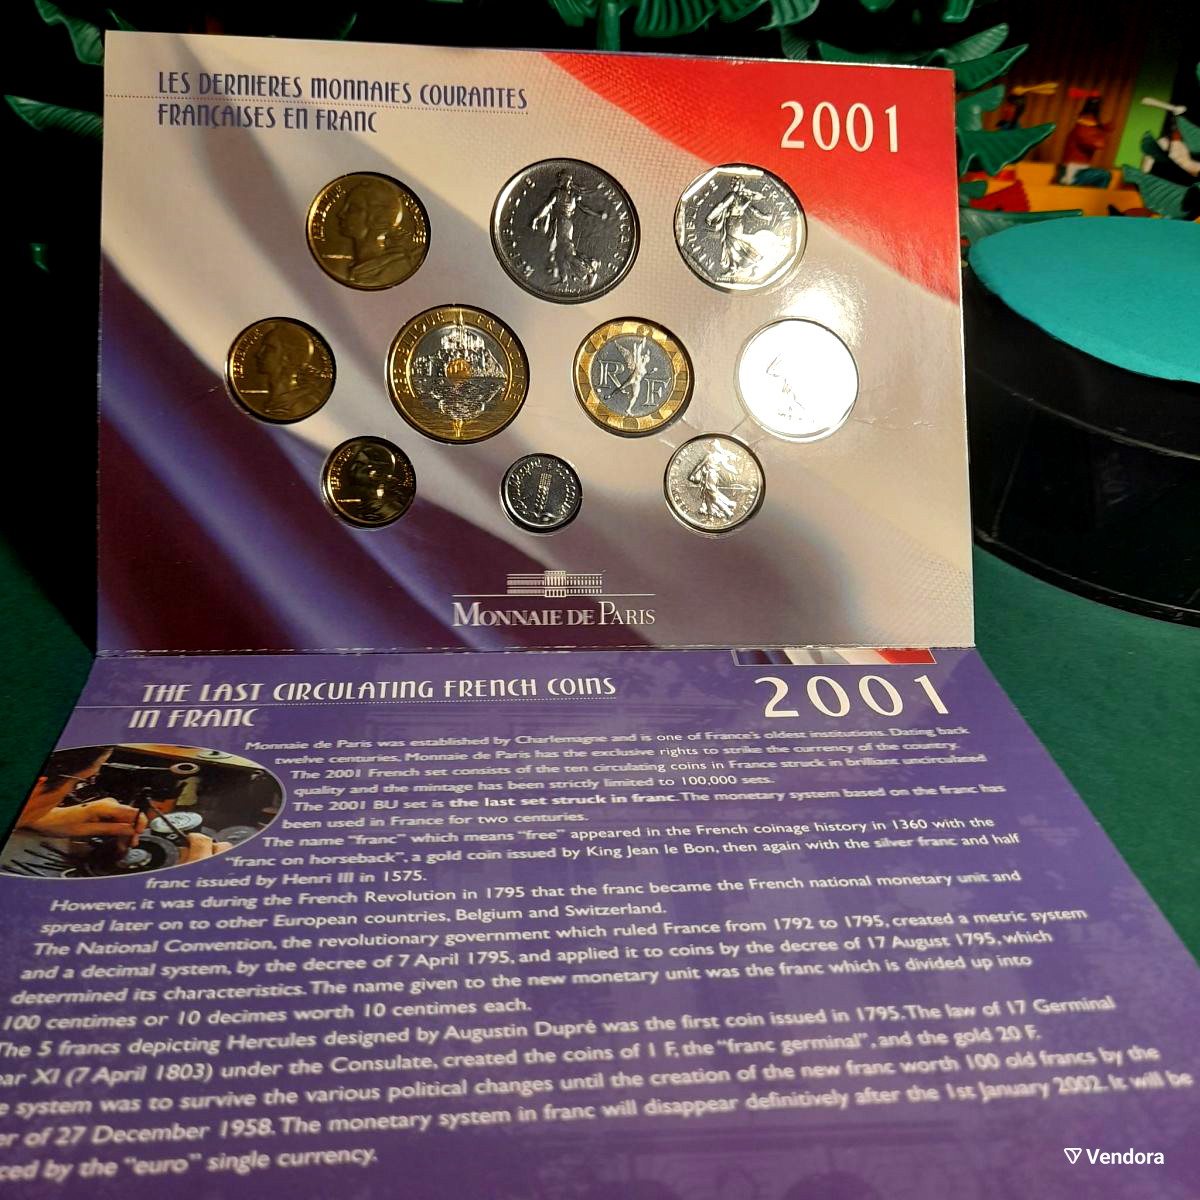 LES DERNIERES MONNAIES COURANTES
FRANÇAISES EN FRANC
2001
R F
MONNAIE DE PARIS
THE LAST CIRCULATING FRENCH COINS
IN FRANC
2001
Monnaie de Paris was established by Charlemagne and is one of France's oldest institutions. Dating back
twelve centuries, Monnaie de Paris has the exclusive rights to strike the currency of the country.
The 2001 French set consists of the ten circulating coins in France struck in brilliant uncirculated
quality and the mintage has been strictly limited to 100,000 sets.
The 2001 BU set is the last set struck in franc. The monetary system based on the franc has
been used in France for two centuries.
The name "franc" which means "free" appeared in the French coinage history in 1360 with the
"franc on horseback", a gold coin issued by King Jean le Bon, then again with the silver franc and half
franc issued by Henri III in 1575.
However, it was during the French Revolution in 1795 that the franc became the French national monetary unit and
spread later on to other European countries, Belgium and Switzerland.
The National Convention, the revolutionary government which ruled France from 1792 to 1795, created a metric system
and a decimal system, by the decree of 7 April 1795, and applied it to coins by the decree of 17 August 1795, which
determined its characteristics. The name given to the new monetary unit was the franc which is divided up into
100 centimes or 10 decimes worth 10 centimes each.
The 5 francs depicting Hercules designed by Augustin Dupré was the first coin issued in 1795. The law of 17 Germinal
ear XI (7 April 1803) under the Consulate, created the coins of 1 F, the "franc germinal", and the gold 20 F.
e system was to survive the various political changes until the creation of the new franc worth 100 old francs by the
er of 27 December 1958. The monetary system in franc will disappear definitively after the 1st January 2002. It will be
ced by the "euro" single currency.
Vendora